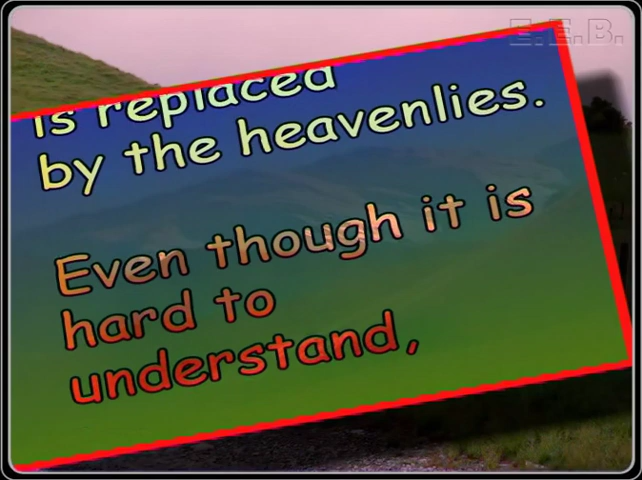 E.E.B.
is replaced
by the heavenlies.
Even though it is
hard to
understand,